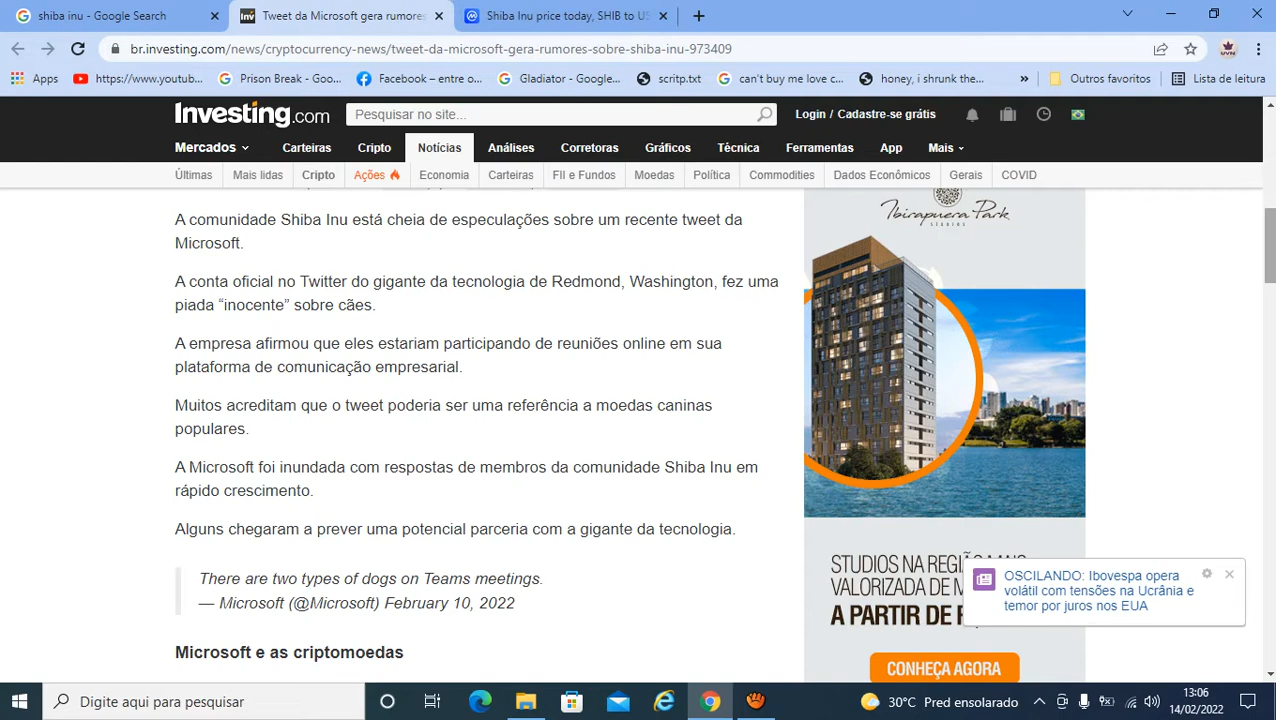 shiba inu - Google Search
Tweet da Microsoft gera rumores
Shiba Inu price today, SHIB to US
br.investing.com/news/cryptocurrency-news/tweet-da-microsoft-gera-rumores-sobre-shiba-inu-973409
Apps
https://www.youtub...
Prison Break - Goo...
Facebook – entre o...
Gladiator - Google...
scritp.txt
can't buy me love c...
honey, i shrunk the...
»
Outros favoritos
Lista de leitura
Investing.com
Pesquisar no site...
Login / Cadastre-se grátis
Mercados
Carteiras
Cripto
Notícias
Análises
Corretoras
Gráficos
Técnica
Ferramentas
App
Mais
Últimas
Mais lidas
Cripto
Ações
Economia
Carteiras
FII e Fundos
Moedas
Política
Commodities
Dados Econômicos
Gerais
COVID
A comunidade Shiba Inu está cheia de especulações sobre um recente tweet da
Microsoft.
A conta oficial no Twitter do gigante da tecnologia de Redmond, Washington, fez uma
piada “inocente” sobre cães.
A empresa afirmou que eles estariam participando de reuniões online em sua
plataforma de comunicação empresarial.
Muitos acreditam que o tweet poderia ser uma referência a moedas caninas
populares.
A Microsoft foi inundada com respostas de membros da comunidade Shiba Inu em
rápido crescimento.
Alguns chegaram a prever uma potencial parceria com a gigante da tecnologia.
There are two types of dogs on Teams meetings.
— Microsoft (@Microsoft) February 10, 2022
Microsoft e as criptomoedas
Ibirapuera Park
STUDIOS
STUDIOS NA REGIÃO MAIS
VALORIZADA DE
A PARTIR DE
CONHEÇA AGORA
OSCILANDO: Ibovespa opera
volátil com tensões na Ucrânia e
temor por juros nos EUA
Digite aqui para pesquisar
30°C Pred ensolarado
13:06
14/02/2022